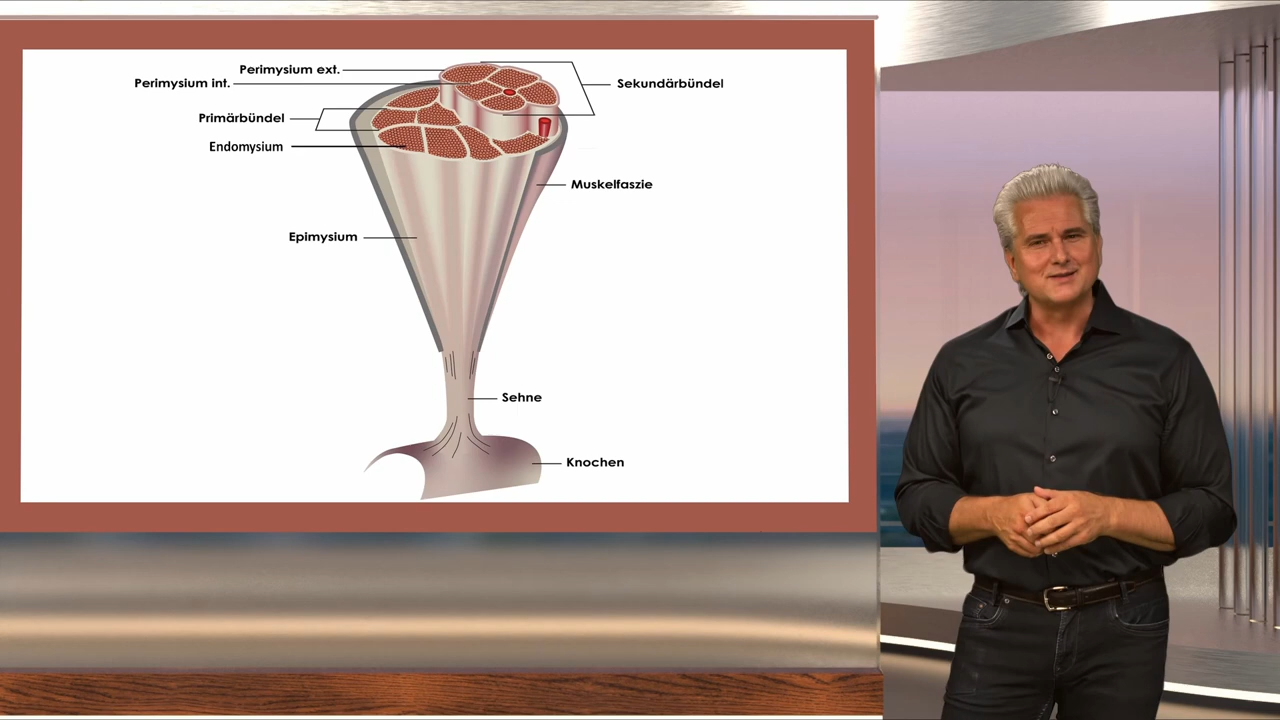 Perimysium ext.
Perimysium int.
Sekundärbündel
Primärbündel
Endomysium
Muskelfaszie
Epimysium
Sehne
Knochen